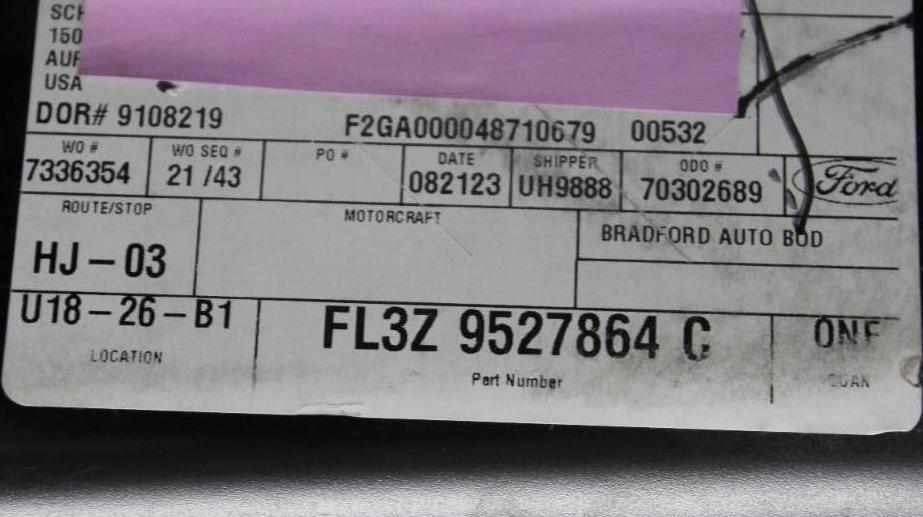 SCH
150
AUF
USA
DOR# 9108219 F2GA000048710679 00532
WO # WO SEQ # PO # DATE SHIPPER ODO #
7336354 21 /43 082123 UH9888 70302689 Ford
ROUTE/STOP MOTORCRAFT BRADFORD AUTO BOD
HJ-03
U18-26-B1 FL3Z 9527864 C ONE
LOCATION Part Number QUAN